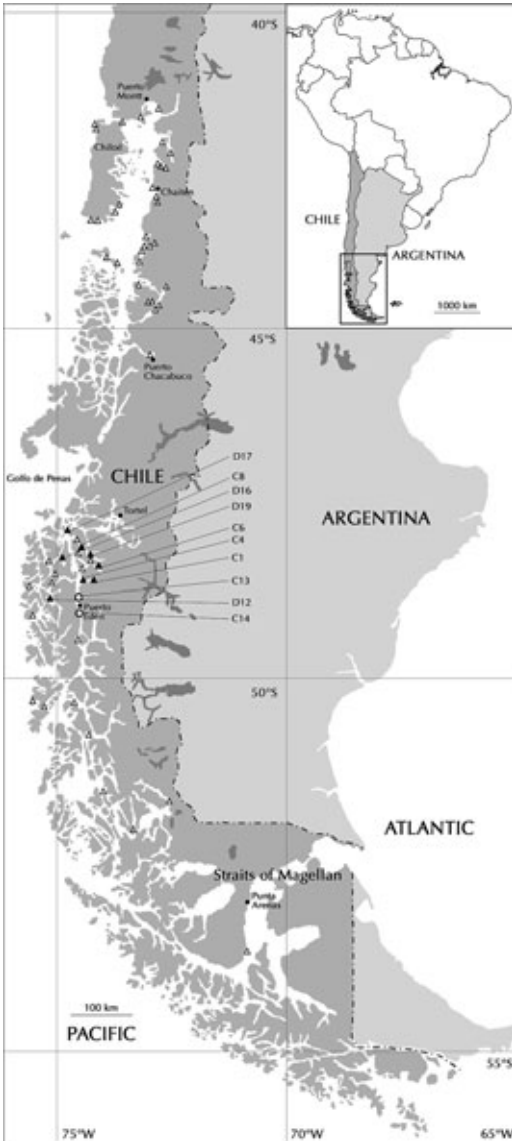 40°S
Puerto
Montt
Chiloé
Chaitén
CHILE
ARGENTINA
1000 km
45°S
Puerto
Chacabuco
Golfo de Penas
CHILE
Tortel
D17
C8
D16
D19
C6
C4
C1
C13
D12
C14
ARGENTINA
Puerto
Eden
50°S
ATLANTIC
Straits of Magellan
Punta
Arenas
100 km
PACIFIC
55°S
75°W
70°W
65°W